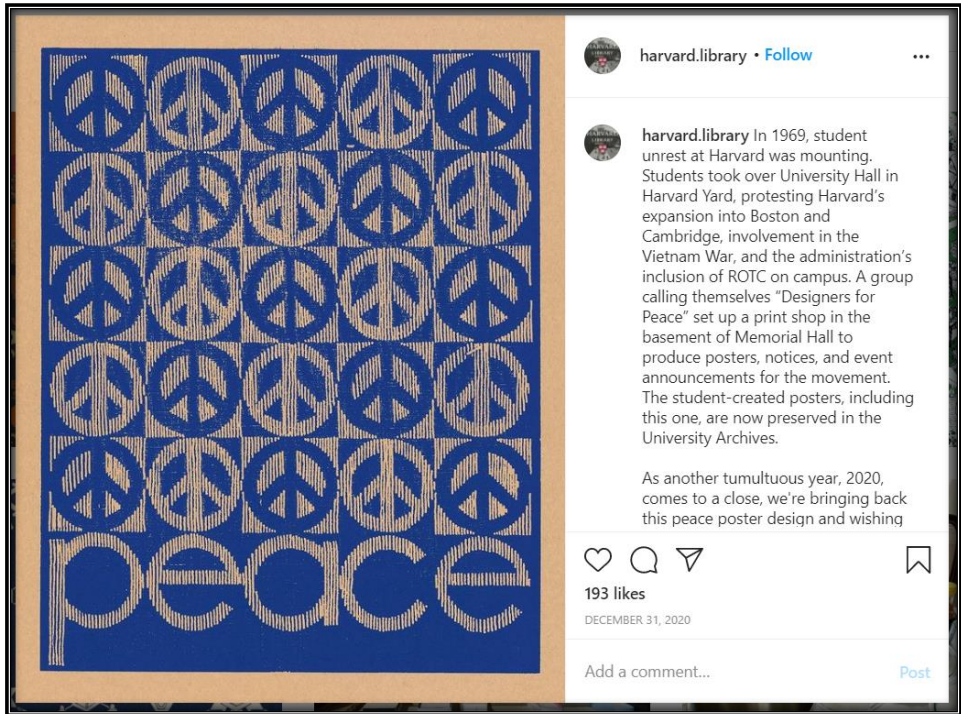 peace
harvard.library • Follow
harvard.library In 1969, student
unrest at Harvard was mounting.
Students took over University Hall in
Harvard Yard, protesting Harvard's
expansion into Boston and
Cambridge, involvement in the
Vietnam War, and the administration's
inclusion of ROTC on campus. A group
calling themselves “Designers for
Peace” set up a print shop in the
basement of Memorial Hall to
produce posters, notices, and event
announcements for the movement.
The student-created posters, including
this one, are now preserved in the
University Archives.
As another tumultuous year, 2020,
comes to a close, we're bringing back
this peace poster design and wishing
193 likes
DECEMBER 31, 2020
Add a comment...
Post